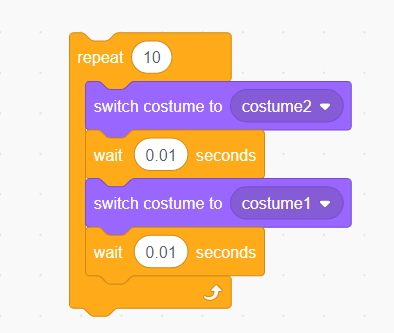 repeat 10
switch costume to costume2
wait 0.01 seconds
switch costume to costume1
wait 0.01 seconds